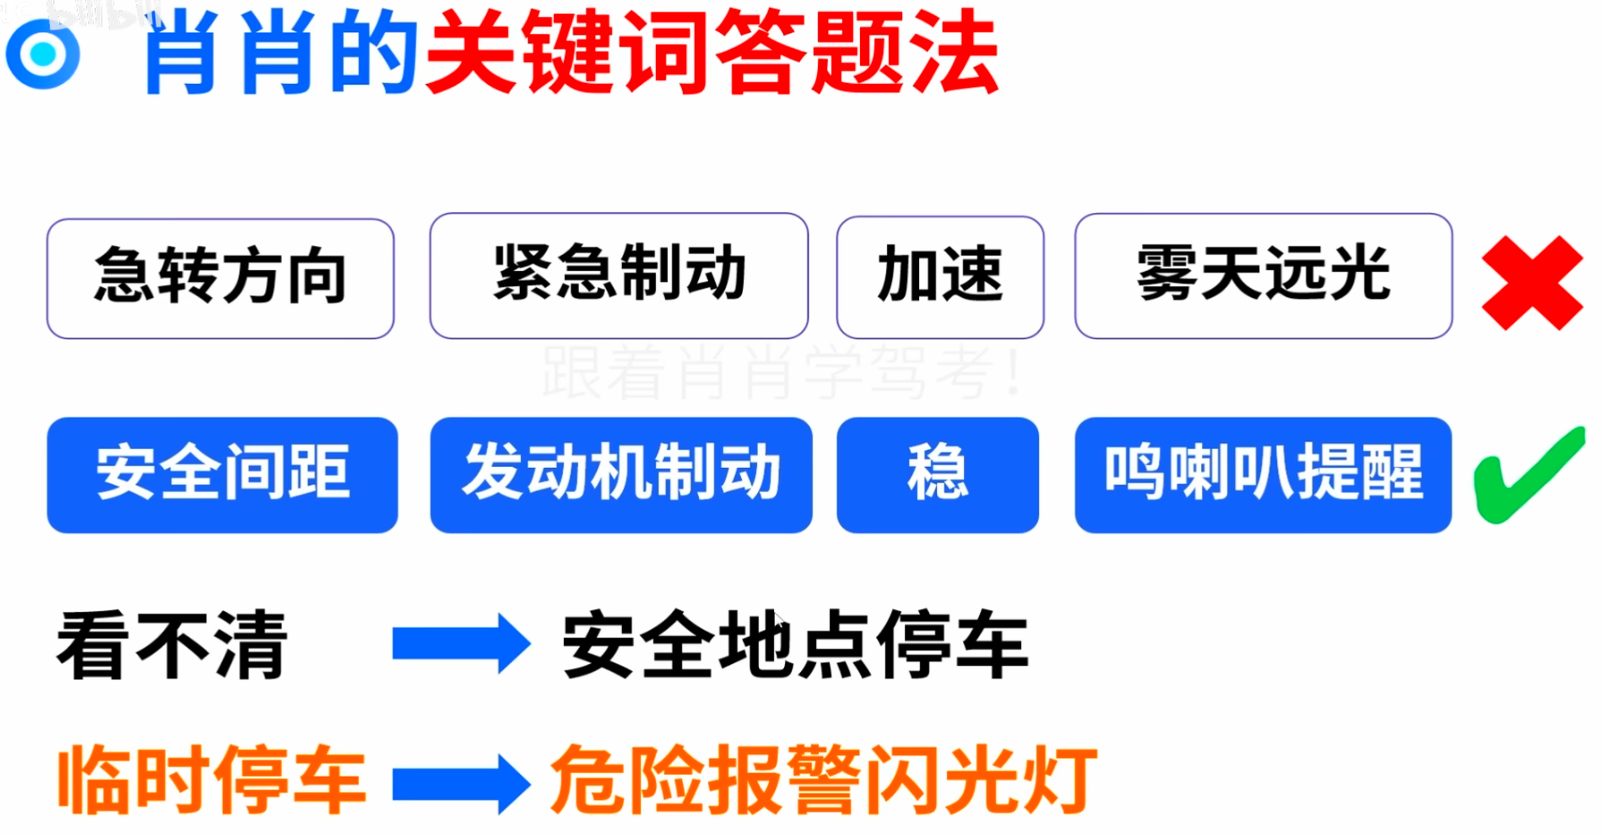 bilibili
肖肖的关键词答题法
急转方向 紧急制动 加速 雾天远光
跟着肖肖学驾考!
安全间距 发动机制动 稳 鸣喇叭提醒
看不清 安全地点停车
临时停车 危险报警闪光灯